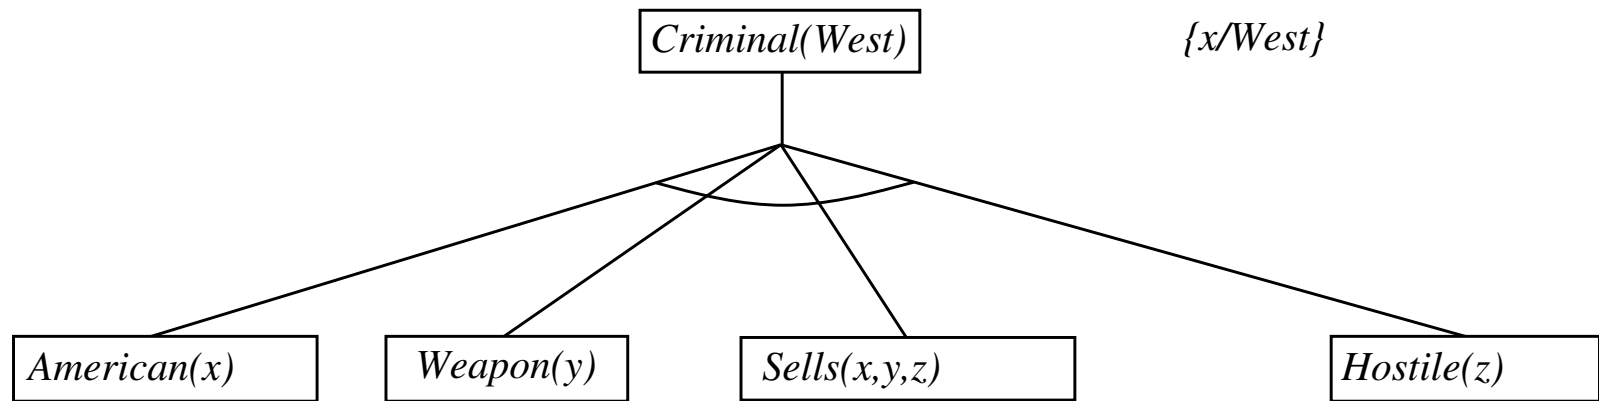 Criminal(West) {x/West}
American(x) Weapon(y) Sells(x,y,z) Hostile(z)